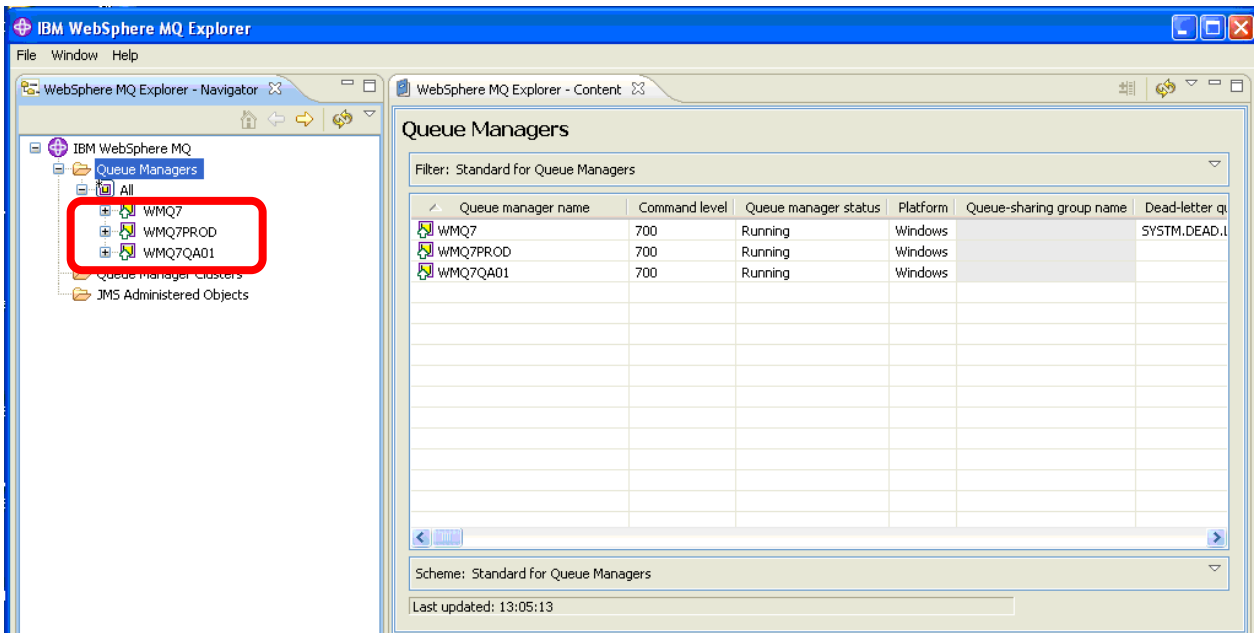 IBM WebSphere MQ Explorer
File Window Help
WebSphere MQ Explorer - Navigator
IBM WebSphere MQ
Queue Managers
All
WMQ7
WMQ7PROD
WMQ7QA01
Queue Manager Clusters
JMS Administered Objects
WebSphere MQ Explorer - Content
Queue Managers
Filter: Standard for Queue Managers
Queue manager name Command level Queue manager status Platform Queue-sharing group name Dead-letter qu
WMQ7 700 Running Windows SYSTM.DEAD.L
WMQ7PROD 700 Running Windows
WMQ7QA01 700 Running Windows
Scheme: Standard for Queue Managers
Last updated: 13:05:13